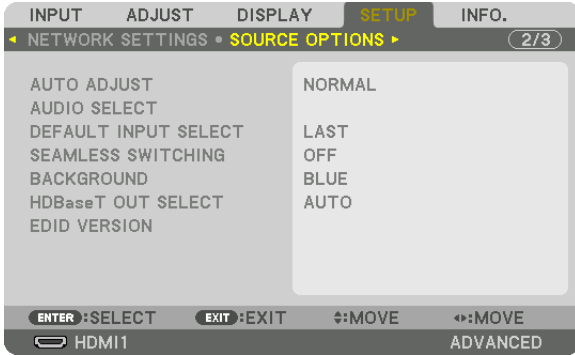 INPUT ADJUST DISPLAY SETUP INFO.
NETWORK SETTINGS • SOURCE OPTIONS 2/3
AUTO ADJUST NORMAL
AUDIO SELECT
DEFAULT INPUT SELECT LAST
SEAMLESS SWITCHING OFF
BACKGROUND BLUE
HDBaseT OUT SELECT AUTO
EDID VERSION
ENTER :SELECT EXIT :EXIT :MOVE :MOVE
HDMI1 ADVANCED